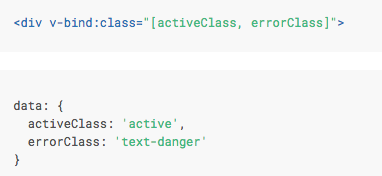 <div v-bind:class="[activeClass, errorClass]">
data: {
  activeClass: 'active',
  errorClass: 'text-danger'
}